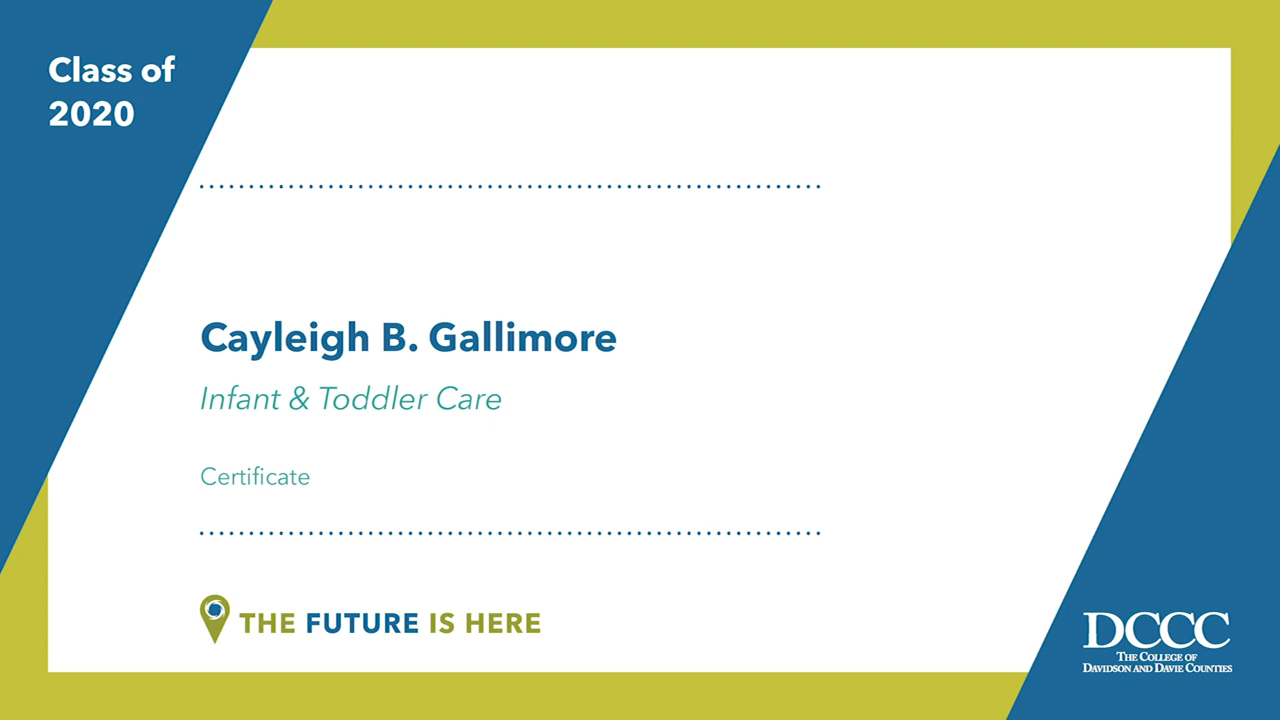 Class of
2020
Cayleigh B. Gallimore
Infant & Toddler Care
Certificate
THE FUTURE IS HERE
DCCC
THE COLLEGE OF
DAVIDSON AND DAVIE COUNTIES